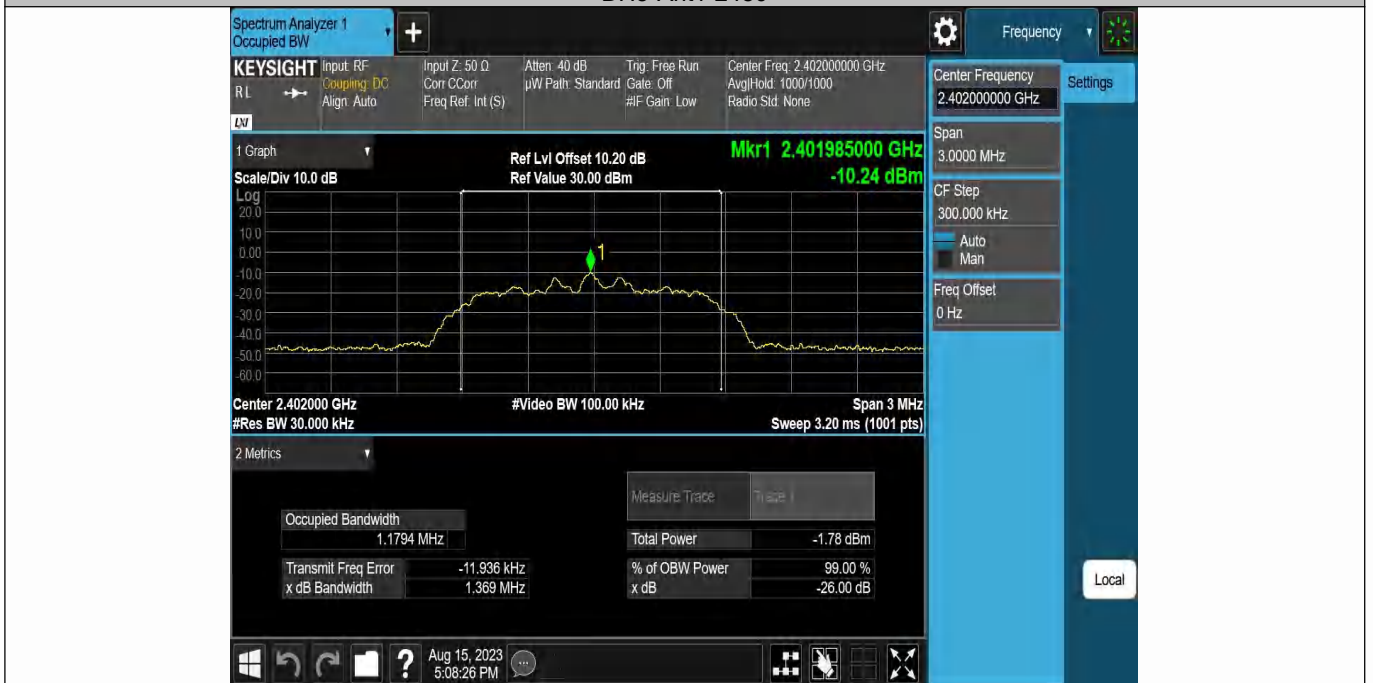 Spectrum Analyzer 1
Occupied BW
Frequency
KEYSIGHT
R L
LXI
Input: RF
Coupling: DC
Align: Auto
Input Z: 50 Ω
Corr CCorr
Freq Ref: Int (S)
Atten: 40 dB
µW Path: Standard
Trig: Free Run
Gate: Off
#IF Gain: Low
Center Freq: 2.402000000 GHz
Avg|Hold: 1000/1000
Radio Std: None
Center Frequency
2.402000000 GHz
Settings
Span
3.0000 MHz
CF Step
300.000 kHz
Auto
Man
Freq Offset
0 Hz
Local
1 Graph
Scale/Div 10.0 dB
Ref Lvl Offset 10.20 dB
Ref Value 30.00 dBm
Mkr1 2.401985000 GHz
-10.24 dBm
Log
20.0
10.0
0.00
-10.0
-20.0
-30.0
-40.0
-50.0
-60.0
1
Center 2.402000 GHz
#Video BW 100.00 kHz
Span 3 MHz
#Res BW 30.000 kHz
Sweep 3.20 ms (1001 pts)
2 Metrics
Measure Trace
Trace 1
Occupied Bandwidth
1.1794 MHz
Total Power
-1.78 dBm
Transmit Freq Error
-11.936 kHz
% of OBW Power
99.00 %
x dB Bandwidth
1.369 MHz
x dB
-26.00 dB
Aug 15, 2023
5:08:26 PM